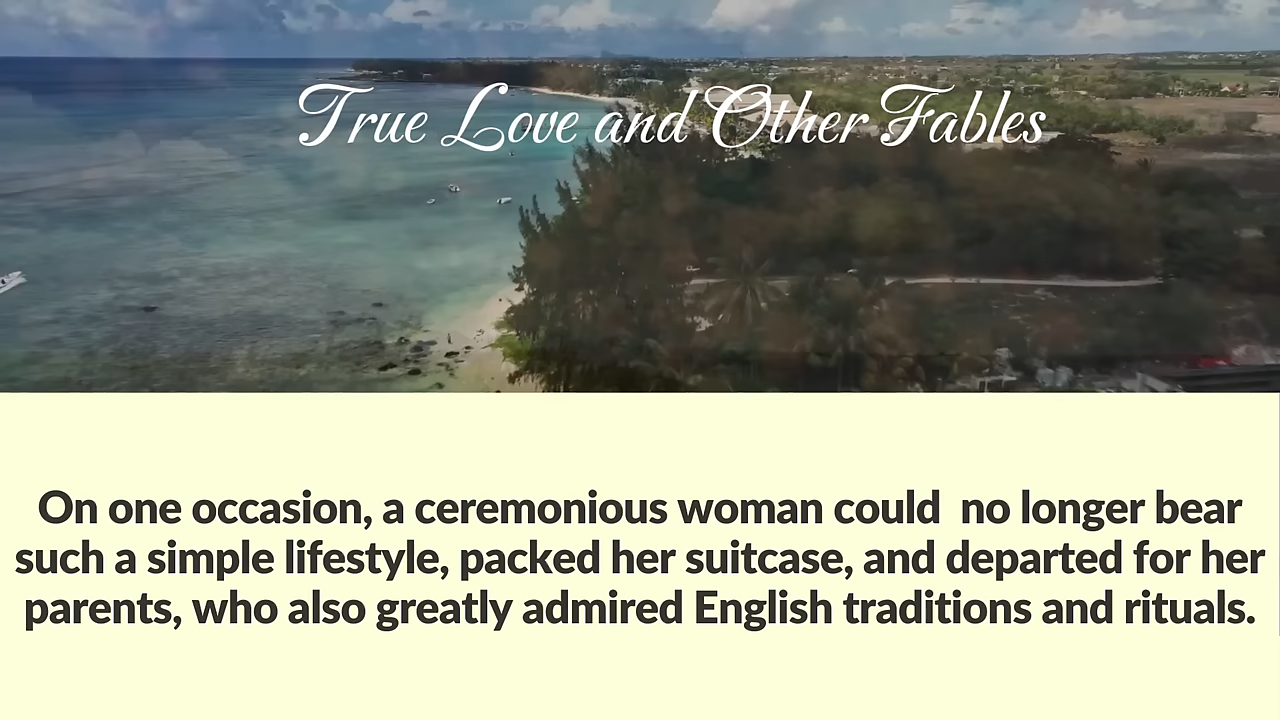 True Love and Other Fables
On one occasion, a ceremonious woman could  no longer bear
such a simple lifestyle, packed her suitcase, and departed for her
parents, who also greatly admired English traditions and rituals.